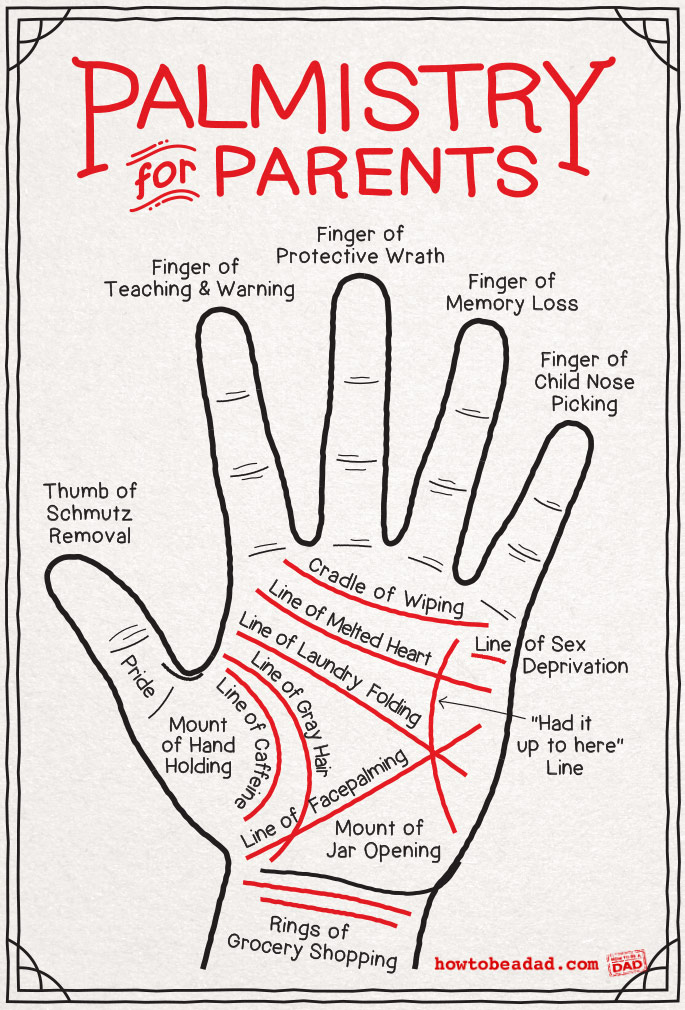 PALMISTRY
for PARENTS
Finger of
Protective Wrath
Finger of
Teaching & Warning
Finger of
Memory Loss
Finger of
Child Nose
Picking
Thumb of
Schmutz
Removal
Cradle of Wiping
Line of Melted Heart
Line of Sex
Deprivation
Line of Laundry Folding
Line of Gray Hair
Line of Caffeine
Pride
Mount
of Hand
Holding
"Had it
up to here"
Line
Line of Facepalming
Mount of
Jar Opening
Rings of
Grocery Shopping
howtobeadad.com
HOW TO BE A
DAD